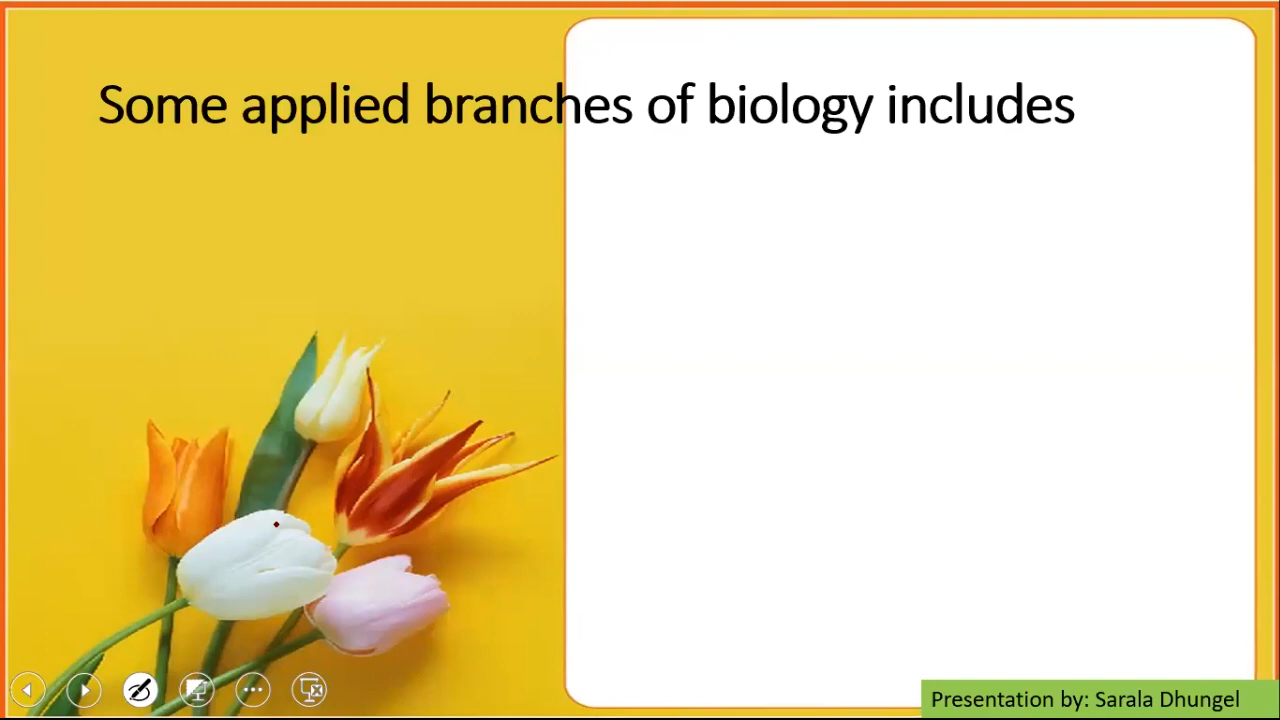 Some applied branches of biology includes
Presentation by: Sarala Dhungel